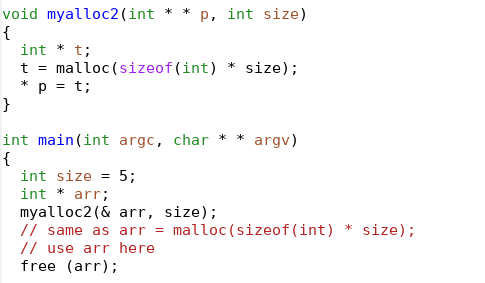 void myalloc2(int * * p, int size)
{
  int * t;
  t = malloc(sizeof(int) * size);
  * p = t;
}

int main(int argc, char * * argv)
{
  int size = 5;
  int * arr;
  myalloc2(& arr, size);
  // same as arr = malloc(sizeof(int) * size);
  // use arr here
  free (arr);